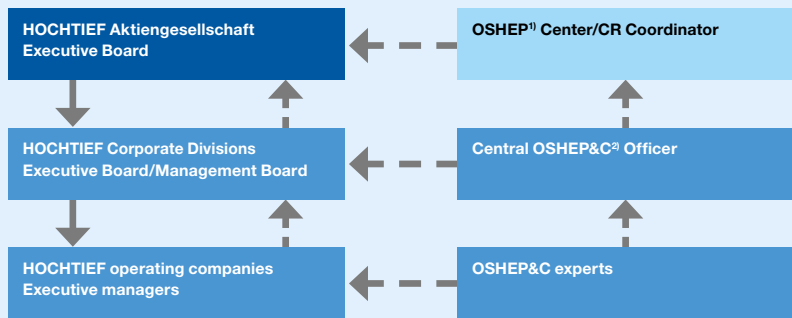 HOCHTIEF Aktiengesellschaft
Executive Board
OSHEP¹⁾ Center/CR Coordinator
HOCHTIEF Corporate Divisions
Executive Board/Management Board
Central OSHEP&C²⁾ Officer
HOCHTIEF operating companies
Executive managers
OSHEP&C experts